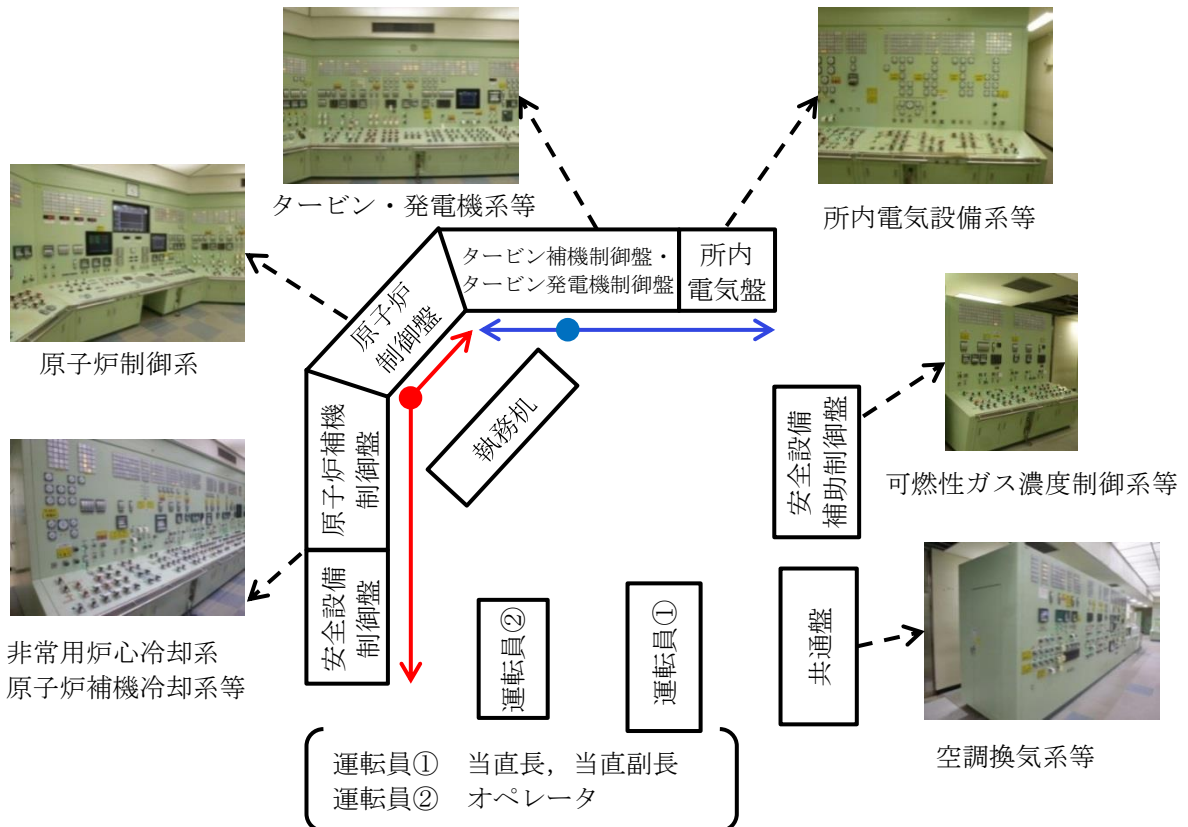 タービン・発電機系等
所内電気設備系等
タービン補機制御盤・
タービン発電機制御盤
所内
電気盤
原子炉
制御盤
原子炉制御系
執務机
原子炉補機
制御盤
安全設備
補助制御盤
可燃性ガス濃度制御系等
安全設備
制御盤
非常用炉心冷却系
原子炉補機冷却系等
運転員②
運転員①
共通盤
空調換気系等
運転員① 当直長，当直副長
運転員② オペレータ